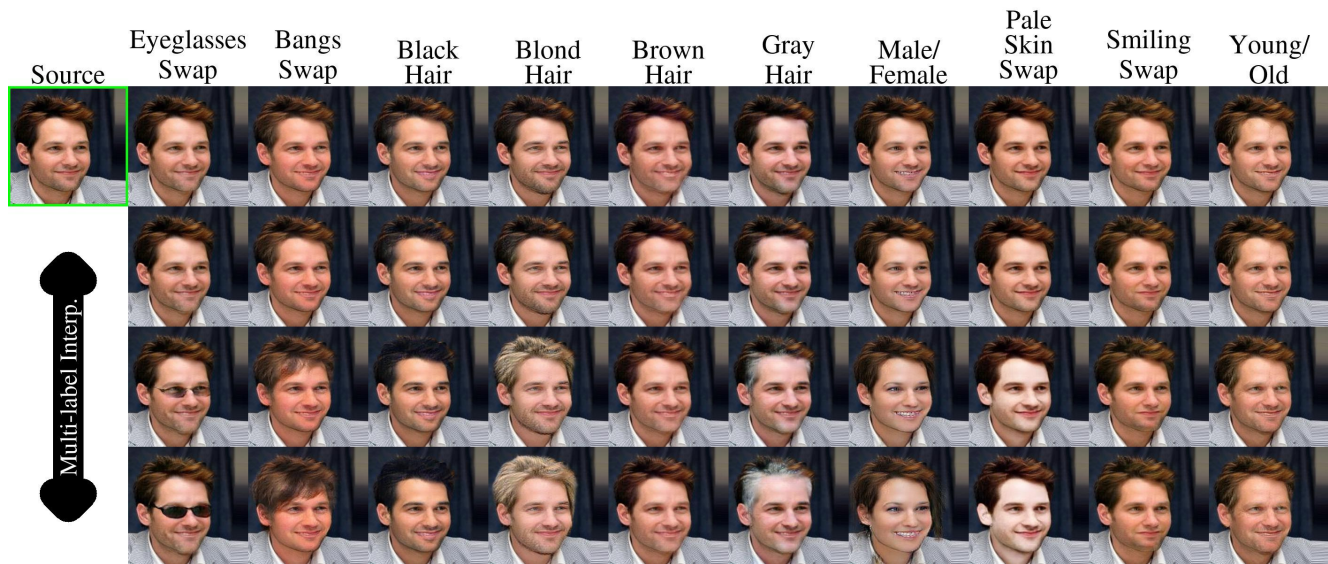 Source
Eyeglasses
Swap
Bangs
Swap
Black
Hair
Blond
Hair
Brown
Hair
Gray
Hair
Male/
Female
Pale
Skin
Swap
Smiling
Swap
Young/
Old
Multi-label Interp.